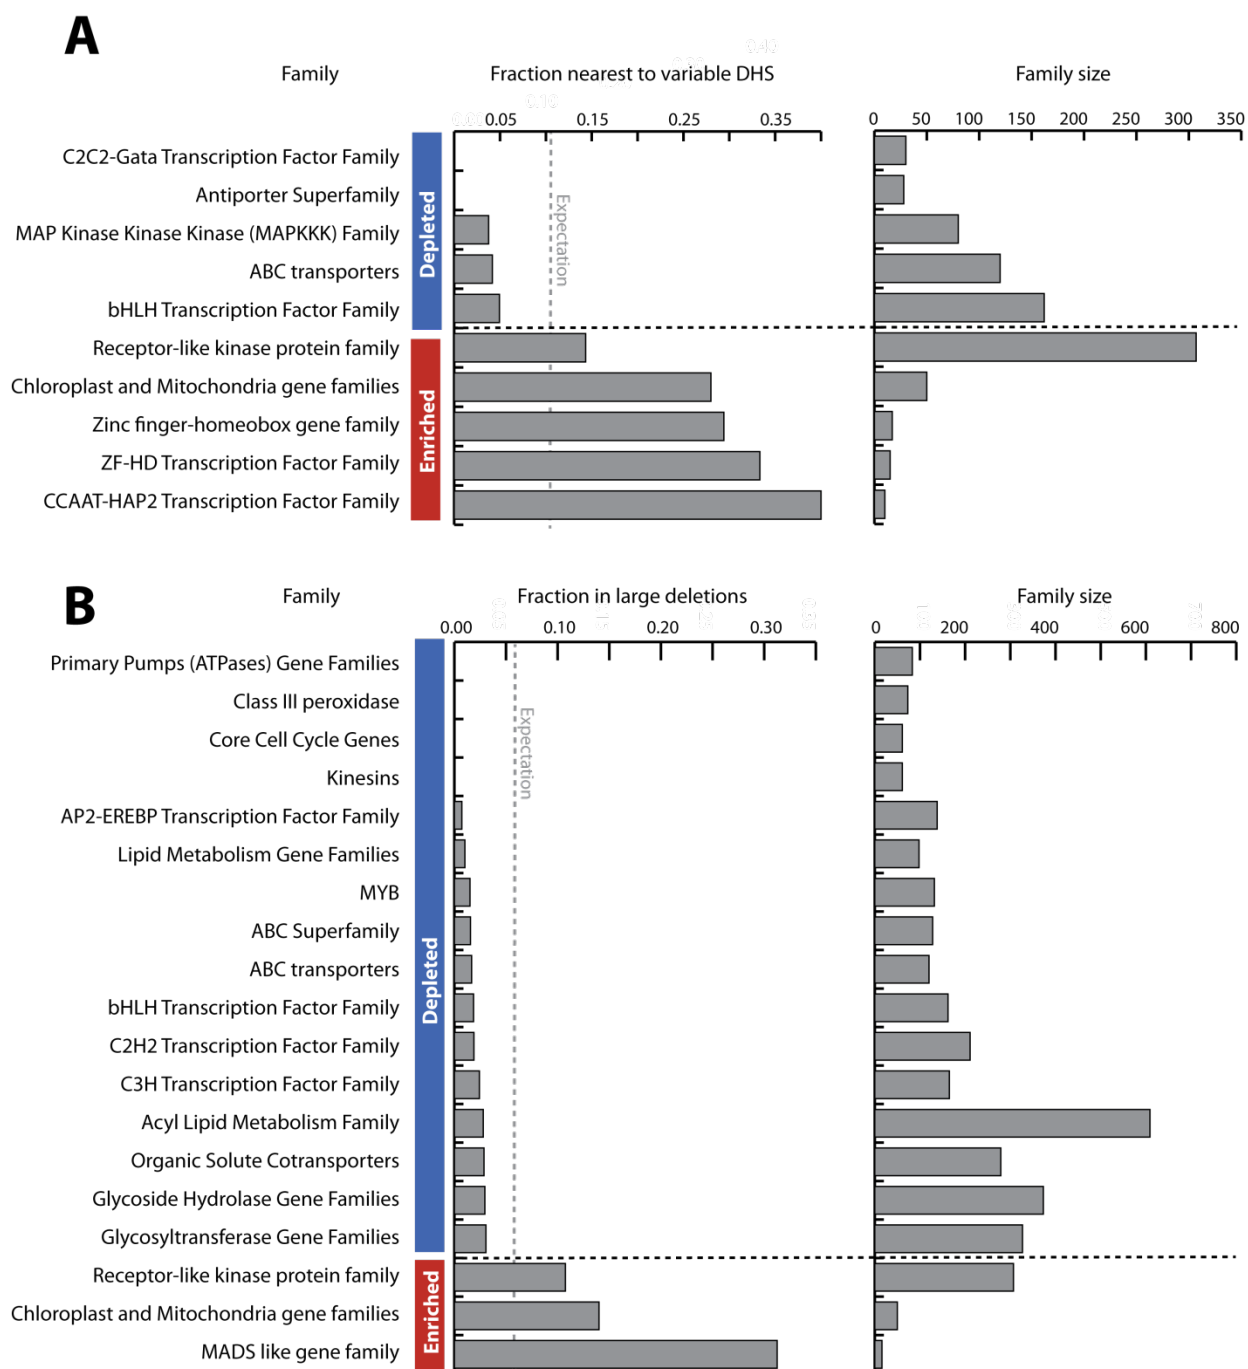 A
Family
Fraction nearest to variable DHS
Family size
0.05 0.15 0.25 0.35
0 50 100 150 200 250 300 350
Depleted
Expectation
C2C2-Gata Transcription Factor Family
Antiporter Superfamily
MAP Kinase Kinase Kinase (MAPKKK) Family
ABC transporters
bHLH Transcription Factor Family
Enriched
Receptor-like kinase protein family
Chloroplast and Mitochondria gene families
Zinc finger-homeobox gene family
ZF-HD Transcription Factor Family
CCAAT-HAP2 Transcription Factor Family
B
Family
Fraction in large deletions
Family size
0.00 0.10 0.20 0.30
0 200 400 600 800
Depleted
Expectation
Primary Pumps (ATPases) Gene Families
Class III peroxidase
Core Cell Cycle Genes
Kinesins
AP2-EREBP Transcription Factor Family
Lipid Metabolism Gene Families
MYB
ABC Superfamily
ABC transporters
bHLH Transcription Factor Family
C2H2 Transcription Factor Family
C3H Transcription Factor Family
Acyl Lipid Metabolism Family
Organic Solute Cotransporters
Glycoside Hydrolase Gene Families
Glycosyltransferase Gene Families
Enriched
Receptor-like kinase protein family
Chloroplast and Mitochondria gene families
MADS like gene family